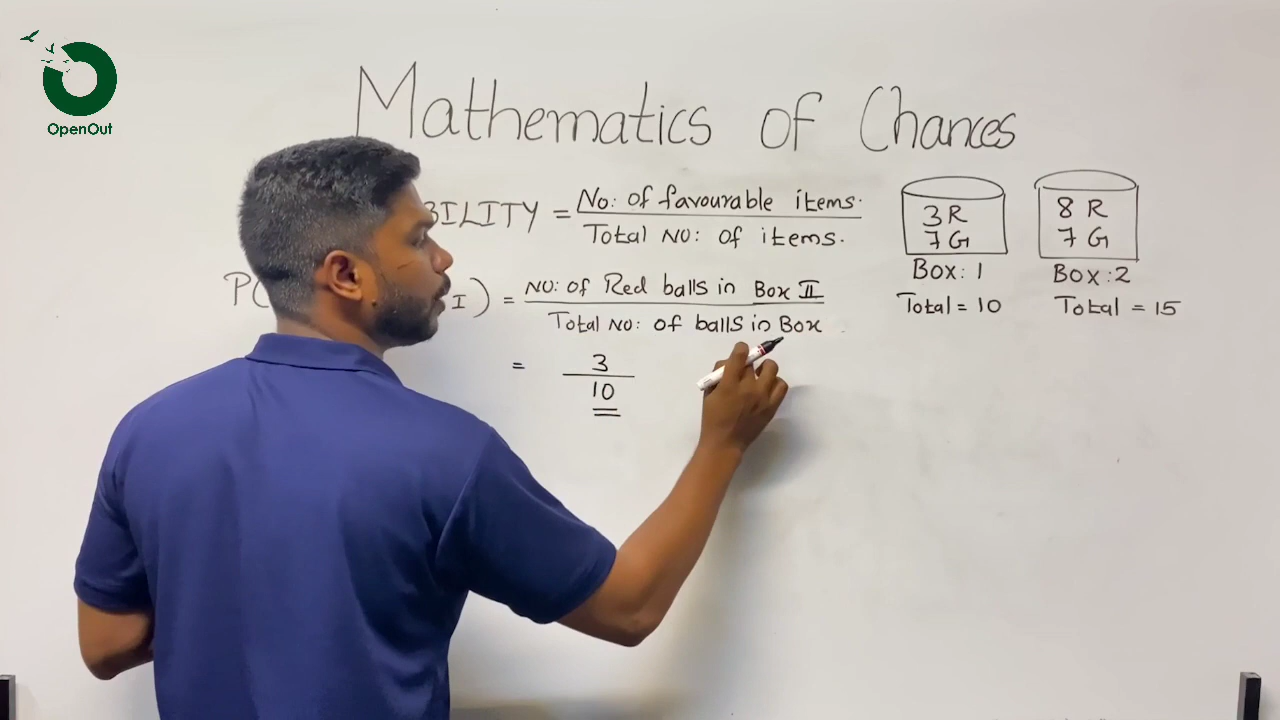 OpenOut
Mathematics of Chances
BILITY = No: of favourable items.
Total NO: of items.
P( I ) = NO: of Red balls in Box II
Total NO: of balls in Box
= 3
10
3 R
7 G
Box: 1
Total = 10
8 R
7 G
Box: 2
Total = 15